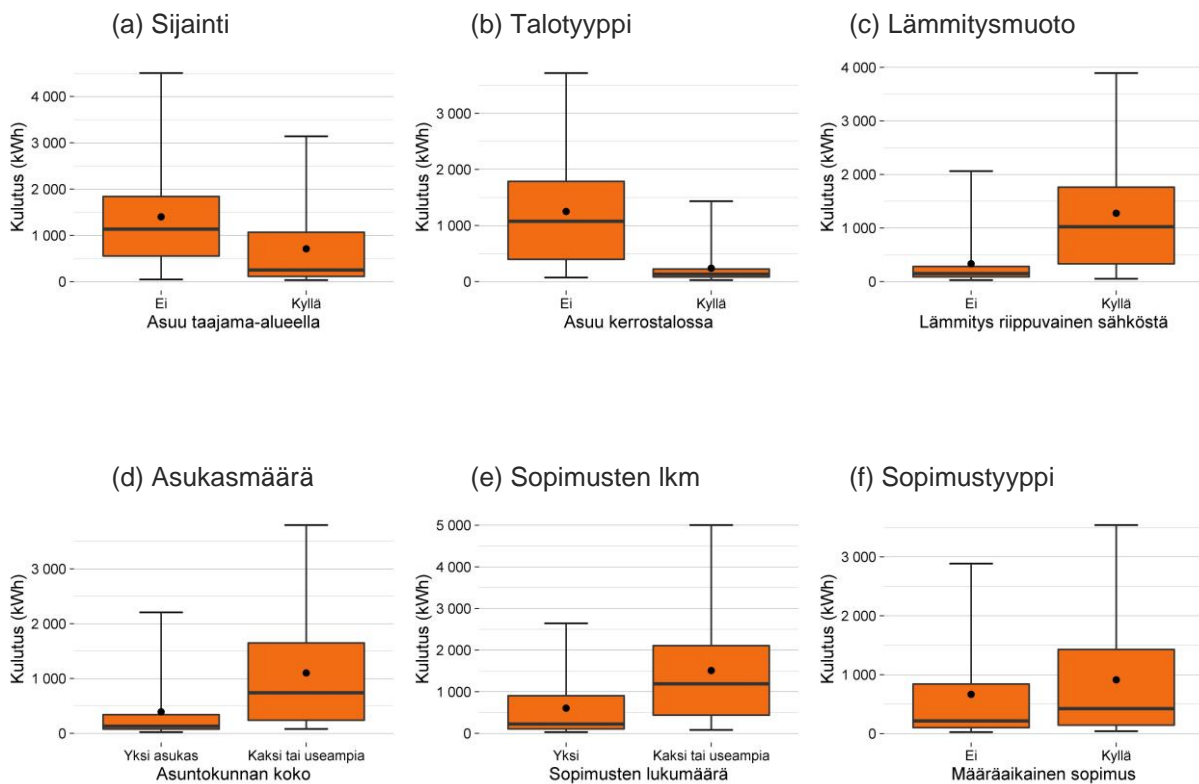 (a) Sijainti
(b) Talotyyppi
(c) Lämmitysmuoto
Kulutus (kWh)
4 000
3 000
2 000
1 000
0
Ei
Kyllä
Asuu taajama-alueella
Kulutus (kWh)
3 000
2 000
1 000
0
Ei
Kyllä
Asuu kerrostalossa
Kulutus (kWh)
4 000
3 000
2 000
1 000
0
Ei
Kyllä
Lämmitys riippuvainen sähköstä
(d) Asukasmäärä
(e) Sopimusten lkm
(f) Sopimustyyppi
Kulutus (kWh)
3 000
2 000
1 000
0
Yksi asukas
Kaksi tai useampia
Asuntokunnan koko
Kulutus (kWh)
5 000
4 000
3 000
2 000
1 000
0
Yksi
Kaksi tai useampia
Sopimusten lukumäärä
Kulutus (kWh)
3 000
2 000
1 000
0
Ei
Kyllä
Määräaikainen sopimus